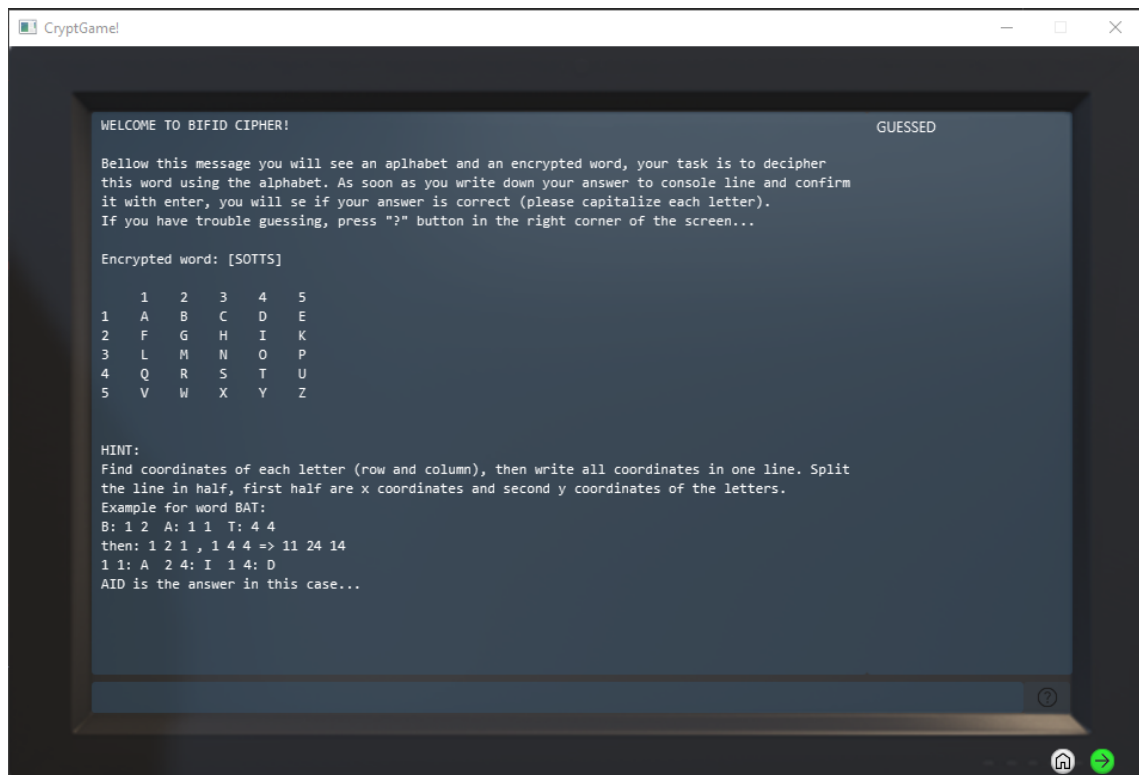 CryptGame!
WELCOME TO BIFID CIPHER!
GUESSED
Bellow this message you will see an aplhabet and an encrypted word, your task is to decipher
this word using the alphabet. As soon as you write down your answer to console line and confirm
it with enter, you will se if your answer is correct (please capitalize each letter).
If you have trouble guessing, press "?" button in the right corner of the screen...
Encrypted word: [SOTTS]
1 2 3 4 5
1 A B C D E
2 F G H I K
3 L M N O P
4 Q R S T U
5 V W X Y Z
HINT:
Find coordinates of each letter (row and column), then write all coordinates in one line. Split
the line in half, first half are x coordinates and second y coordinates of the letters.
Example for word BAT:
B: 1 2 A: 1 1 T: 4 4
then: 1 2 1 , 1 4 4 => 11 24 14
1 1: A 2 4: I 1 4: D
AID is the answer in this case...
?